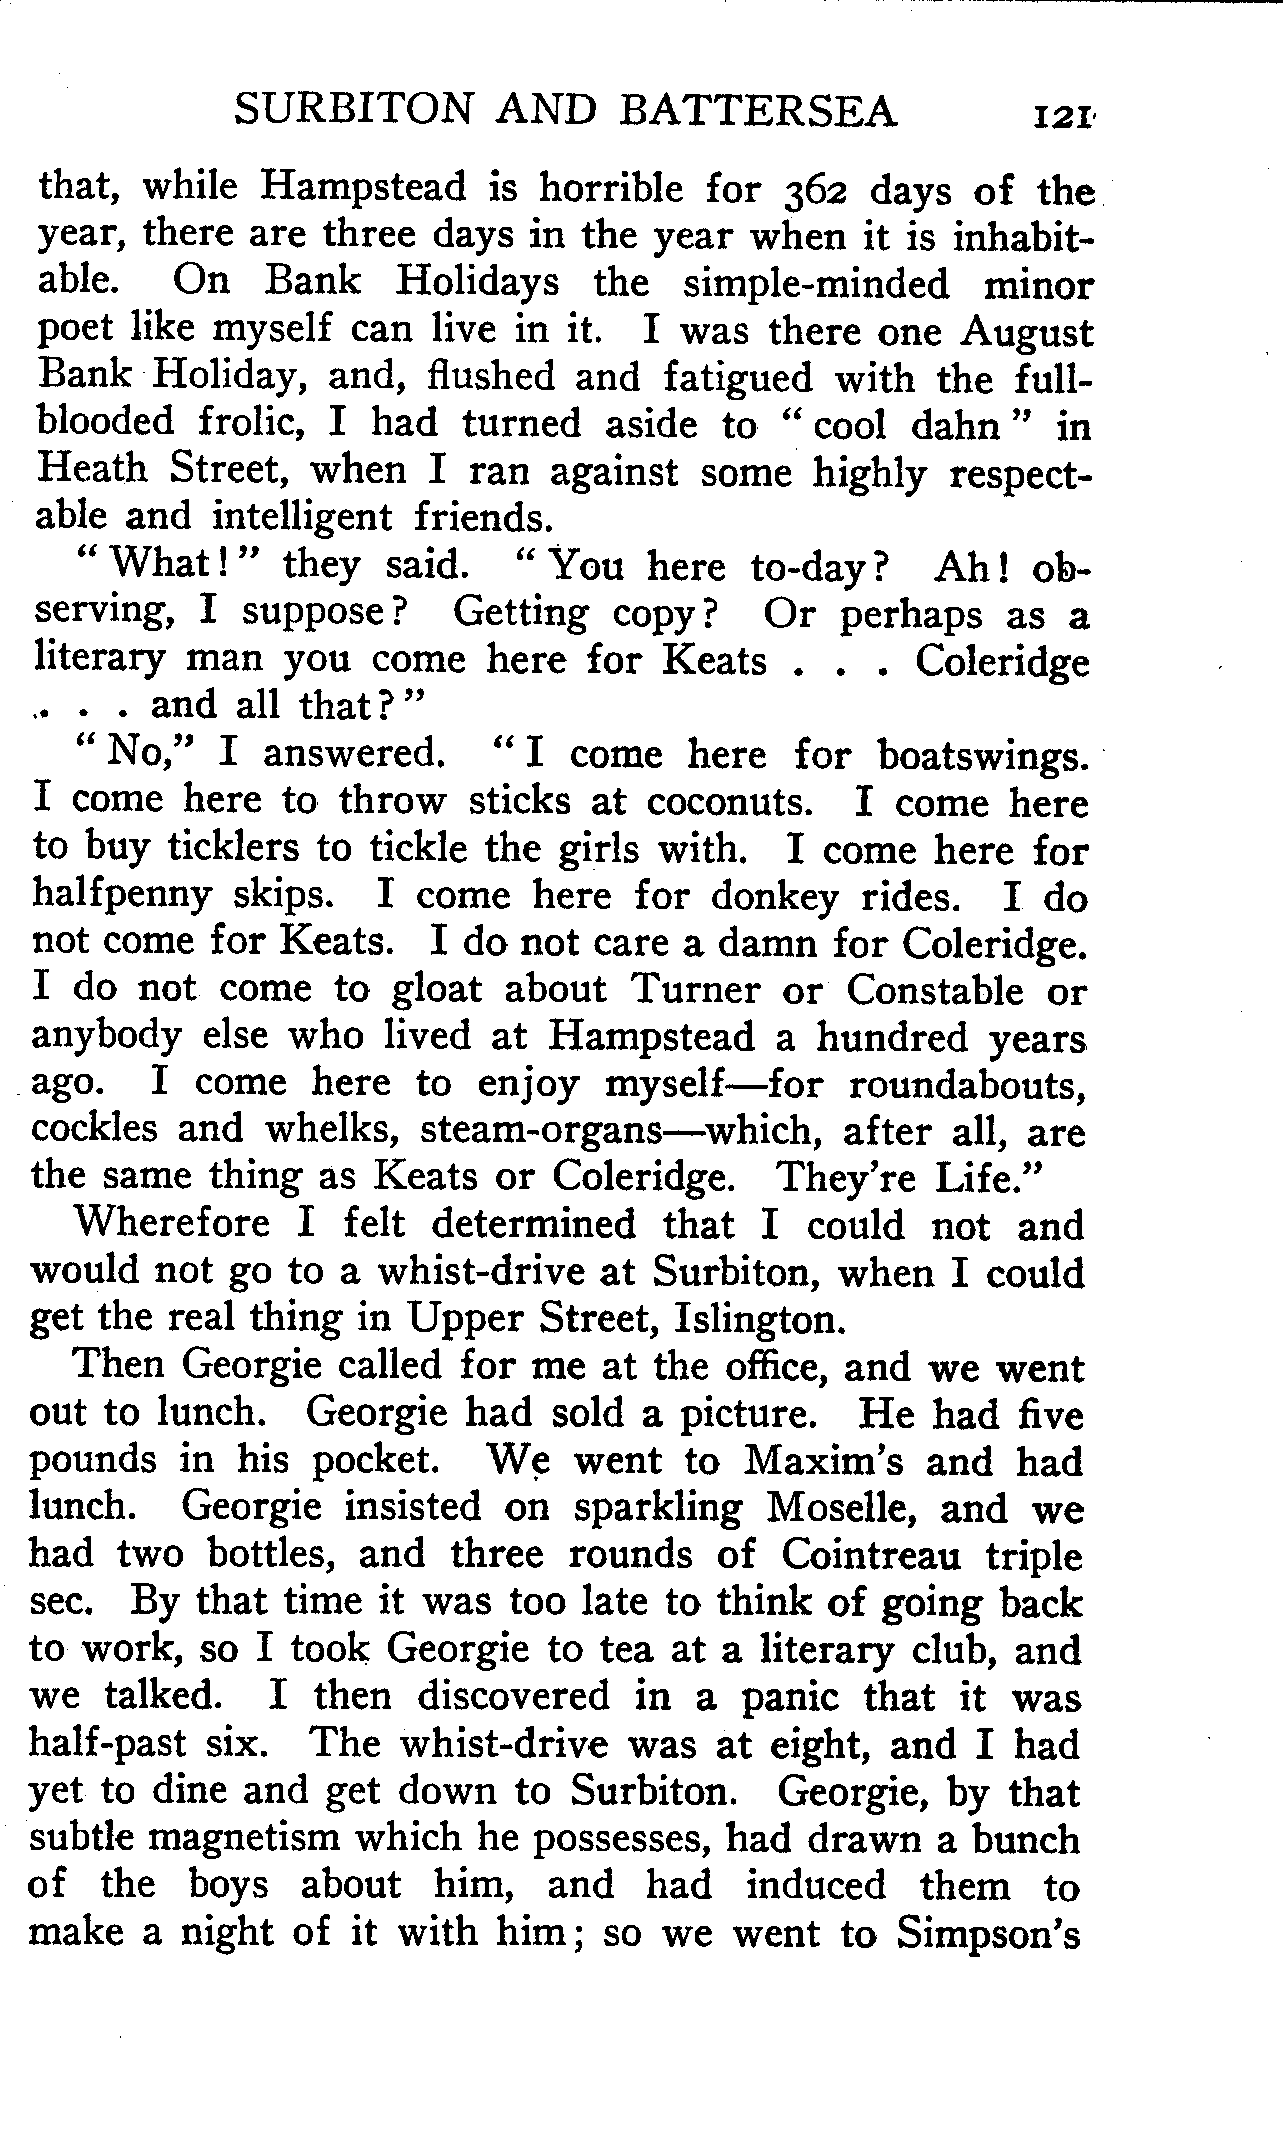 SURBITON AND BATTERSEA 121
that, while Hampstead is horrible for 362 days of the
year, there are three days in the year when it is inhabit-
able. On Bank Holidays the simple-minded minor
poet like myself can live in it. I was there one August
Bank Holiday, and, flushed and fatigued with the full-
blooded frolic, I had turned aside to " cool dahn " in
Heath Street, when I ran against some highly respect-
able and intelligent friends.
" What ! " they said. " You here to-day ? Ah ! ob-
serving, I suppose ? Getting copy ? Or perhaps as a
literary man you come here for Keats . . . Coleridge
. . . and all that ? "
" No," I answered. " I come here for boatswings.
I come here to throw sticks at coconuts. I come here
to buy ticklers to tickle the girls with. I come here for
halfpenny skips. I come here for donkey rides. I do
not come for Keats. I do not care a damn for Coleridge.
I do not come to gloat about Turner or Constable or
anybody else who lived at Hampstead a hundred years
ago. I come here to enjoy myself—for roundabouts,
cockles and whelks, steam-organs—which, after all, are
the same thing as Keats or Coleridge. They're Life."
Wherefore I felt determined that I could not and
would not go to a whist-drive at Surbiton, when I could
get the real thing in Upper Street, Islington.
Then Georgie called for me at the office, and we went
out to lunch. Georgie had sold a picture. He had five
pounds in his pocket. We went to Maxim's and had
lunch. Georgie insisted on sparkling Moselle, and we
had two bottles, and three rounds of Cointreau triple
sec. By that time it was too late to think of going back
to work, so I took Georgie to tea at a literary club, and
we talked. I then discovered in a panic that it was
half-past six. The whist-drive was at eight, and I had
yet to dine and get down to Surbiton. Georgie, by that
subtle magnetism which he possesses, had drawn a bunch
of the boys about him, and had induced them to
make a night of it with him ; so we went to Simpson's